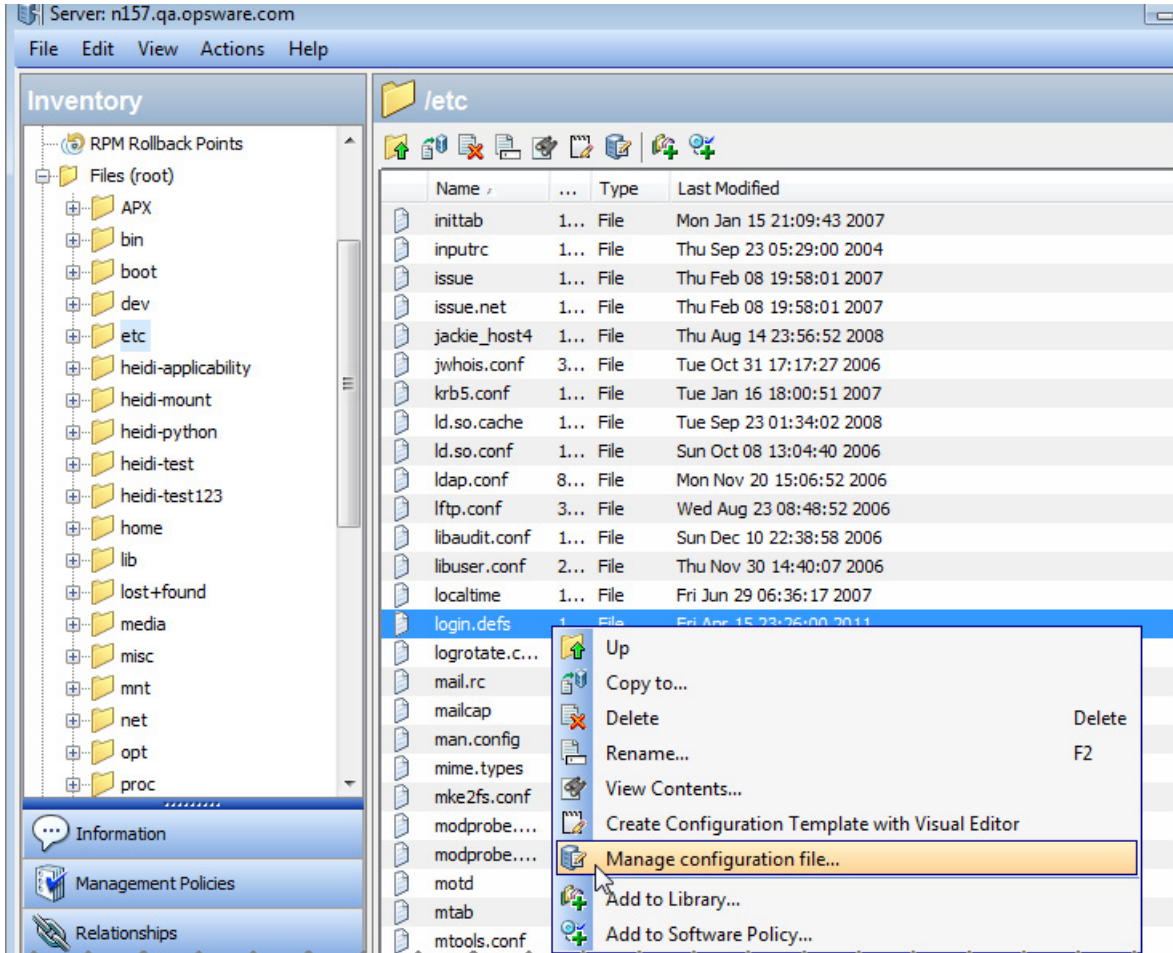 Server: n157.qa.opsware.com
File Edit View Actions Help
Inventory
RPM Rollback Points
Files (root)
APX
bin
boot
dev
etc
heidi-applicability
heidi-mount
heidi-python
heidi-test
heidi-test123
home
lib
lost+found
media
misc
mnt
net
opt
proc
Information
Management Policies
Relationships
/etc
Name ... Type Last Modified
inittab 1... File Mon Jan 15 21:09:43 2007
inputrc 1... File Thu Sep 23 05:29:00 2004
issue 1... File Thu Feb 08 19:58:01 2007
issue.net 1... File Thu Feb 08 19:58:01 2007
jackie_host4 1... File Thu Aug 14 23:56:52 2008
jwhois.conf 3... File Tue Oct 31 17:17:27 2006
krb5.conf 1... File Tue Jan 16 18:00:51 2007
ld.so.cache 1... File Tue Sep 23 01:34:02 2008
ld.so.conf 1... File Sun Oct 08 13:04:40 2006
ldap.conf 8... File Mon Nov 20 15:06:52 2006
lftp.conf 3... File Wed Aug 23 08:48:52 2006
libaudit.conf 1... File Sun Dec 10 22:38:58 2006
libuser.conf 2... File Thu Nov 30 14:40:07 2006
localtime 1... File Fri Jun 29 06:36:17 2007
login.defs 1... File Fri Apr 15 23:26:00 2011
logrotate.c...
mail.rc
mailcap
man.config
mime.types
mke2fs.conf
modprobe....
modprobe....
motd
mtab
mtools.conf
Up
Copy to...
Delete Delete
Rename... F2
View Contents...
Create Configuration Template with Visual Editor
Manage configuration file...
Add to Library...
Add to Software Policy...